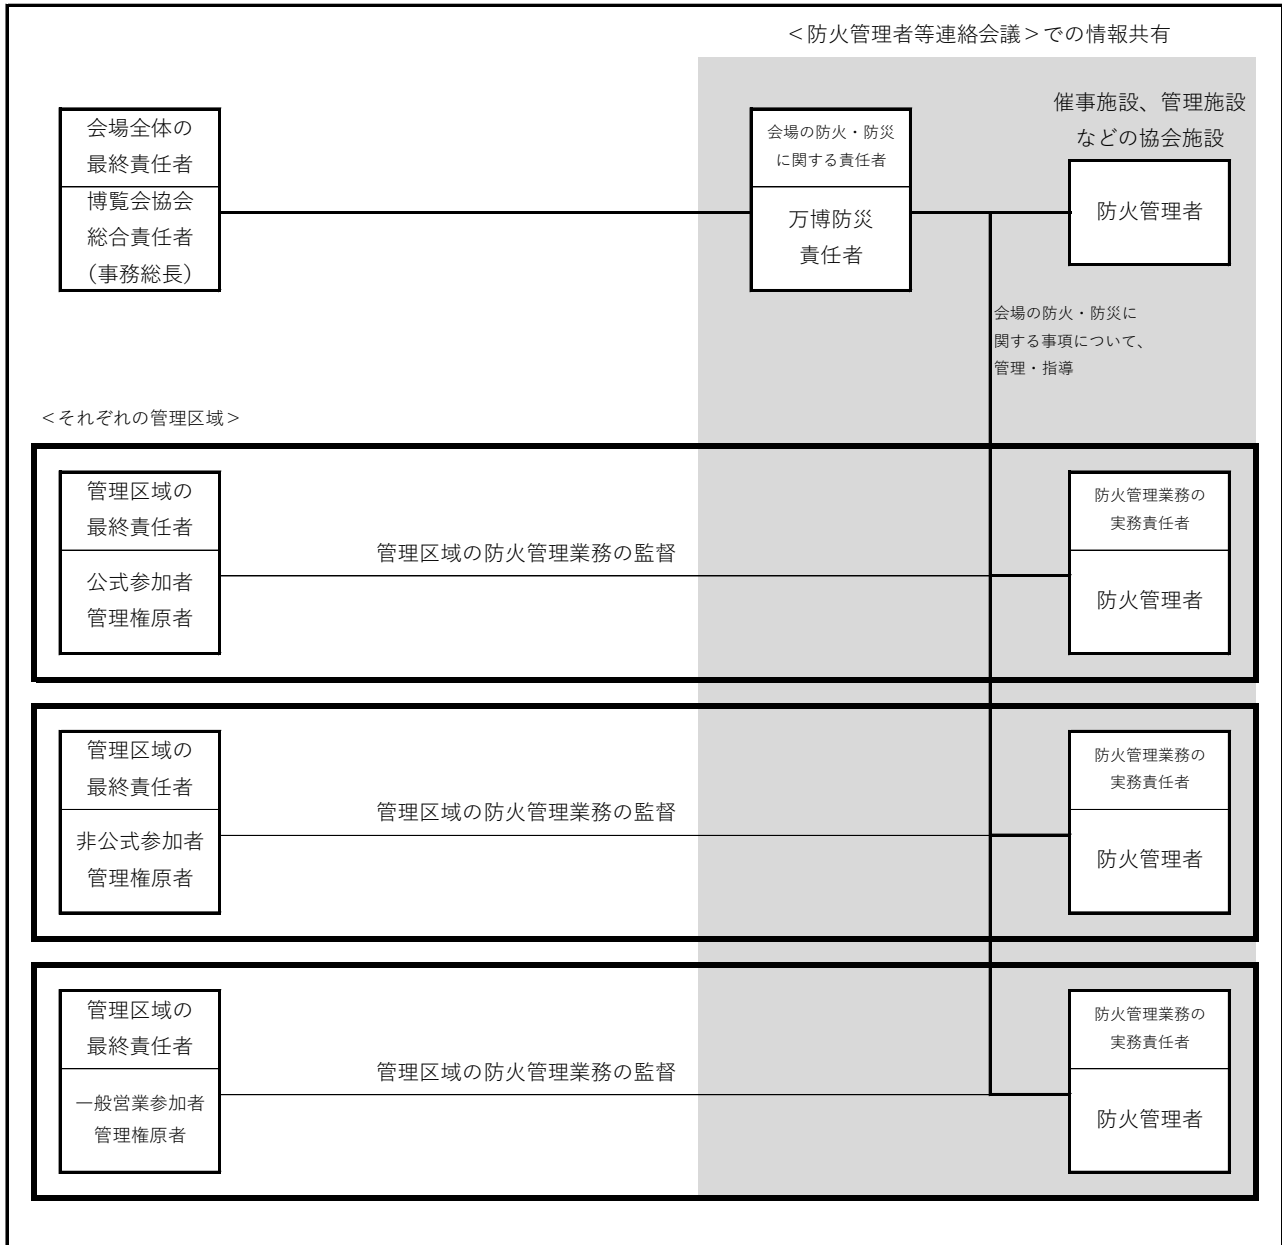 ＜防火管理者等連絡会議＞での情報共有
会場全体の
最終責任者
博覧会協会
総合責任者
（事務総長）
会場の防火・防災
に関する責任者
万博防災
責任者
催事施設、管理施設
などの協会施設
防火管理者
会場の防火・防災に
関する事項について、
管理・指導
＜それぞれの管理区域＞
管理区域の
最終責任者
公式参加者
管理権原者
管理区域の防火管理業務の監督
防火管理業務の
実務責任者
防火管理者
管理区域の
最終責任者
非公式参加者
管理権原者
管理区域の防火管理業務の監督
防火管理業務の
実務責任者
防火管理者
管理区域の
最終責任者
一般営業参加者
管理権原者
管理区域の防火管理業務の監督
防火管理業務の
実務責任者
防火管理者